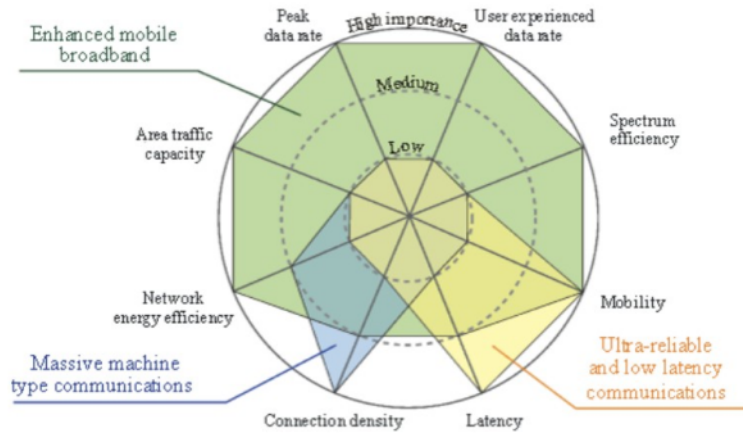 Peak
data rate
High importance
User experienced
data rate
Enhanced mobile
broadband
Medium
Area traffic
capacity
Low
Spectrum
efficiency
Network
energy efficiency
Mobility
Massive machine
type communications
Ultra-reliable
and low latency
communications
Connection density
Latency